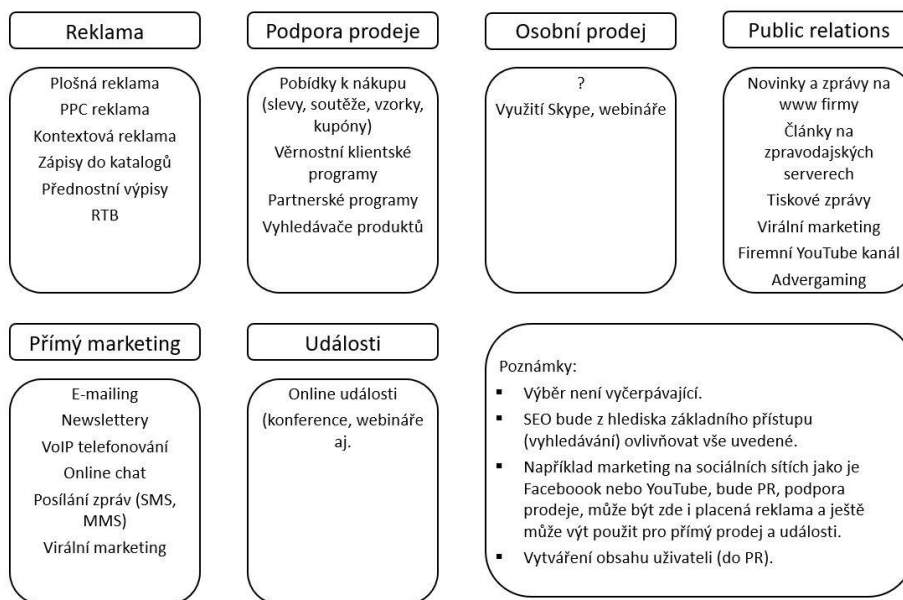 Reklama
Plošná reklama
PPC reklama
Kontextová reklama
Zápisy do katalogů
Přednostní výpisy
RTB
Podpora prodeje
Pobídky k nákupu
(slevy, soutěže, vzorky,
kupóny)
Věrnostní klientské
programy
Partnerské programy
Vyhledávače produktů
Osobní prodej
?
Využití Skype, webináře
Public relations
Novinky a zprávy na
www firmy
Články na
zpravodajských
serverech
Tiskové zprávy
Virální marketing
Firemní YouTube kanál
Advergaming
Přímý marketing
E-mailing
Newslettery
VoIP telefonování
Online chat
Posílání zpráv (SMS,
MMS)
Virální marketing
Události
Online události
(konference, webináře
aj.
Poznámky:
▪ Výběr není vyčerpávající.
▪ SEO bude z hlediska základního přístupu
(vyhledávání) ovlivňovat vše uvedené.
▪ Například marketing na sociálních sítích jako je
Faceboook nebo YouTube, bude PR, podpora
prodeje, může být zde i placená reklama a ještě
může výt použit pro přímý prodej a události.
▪ Vytváření obsahu uživateli (do PR).